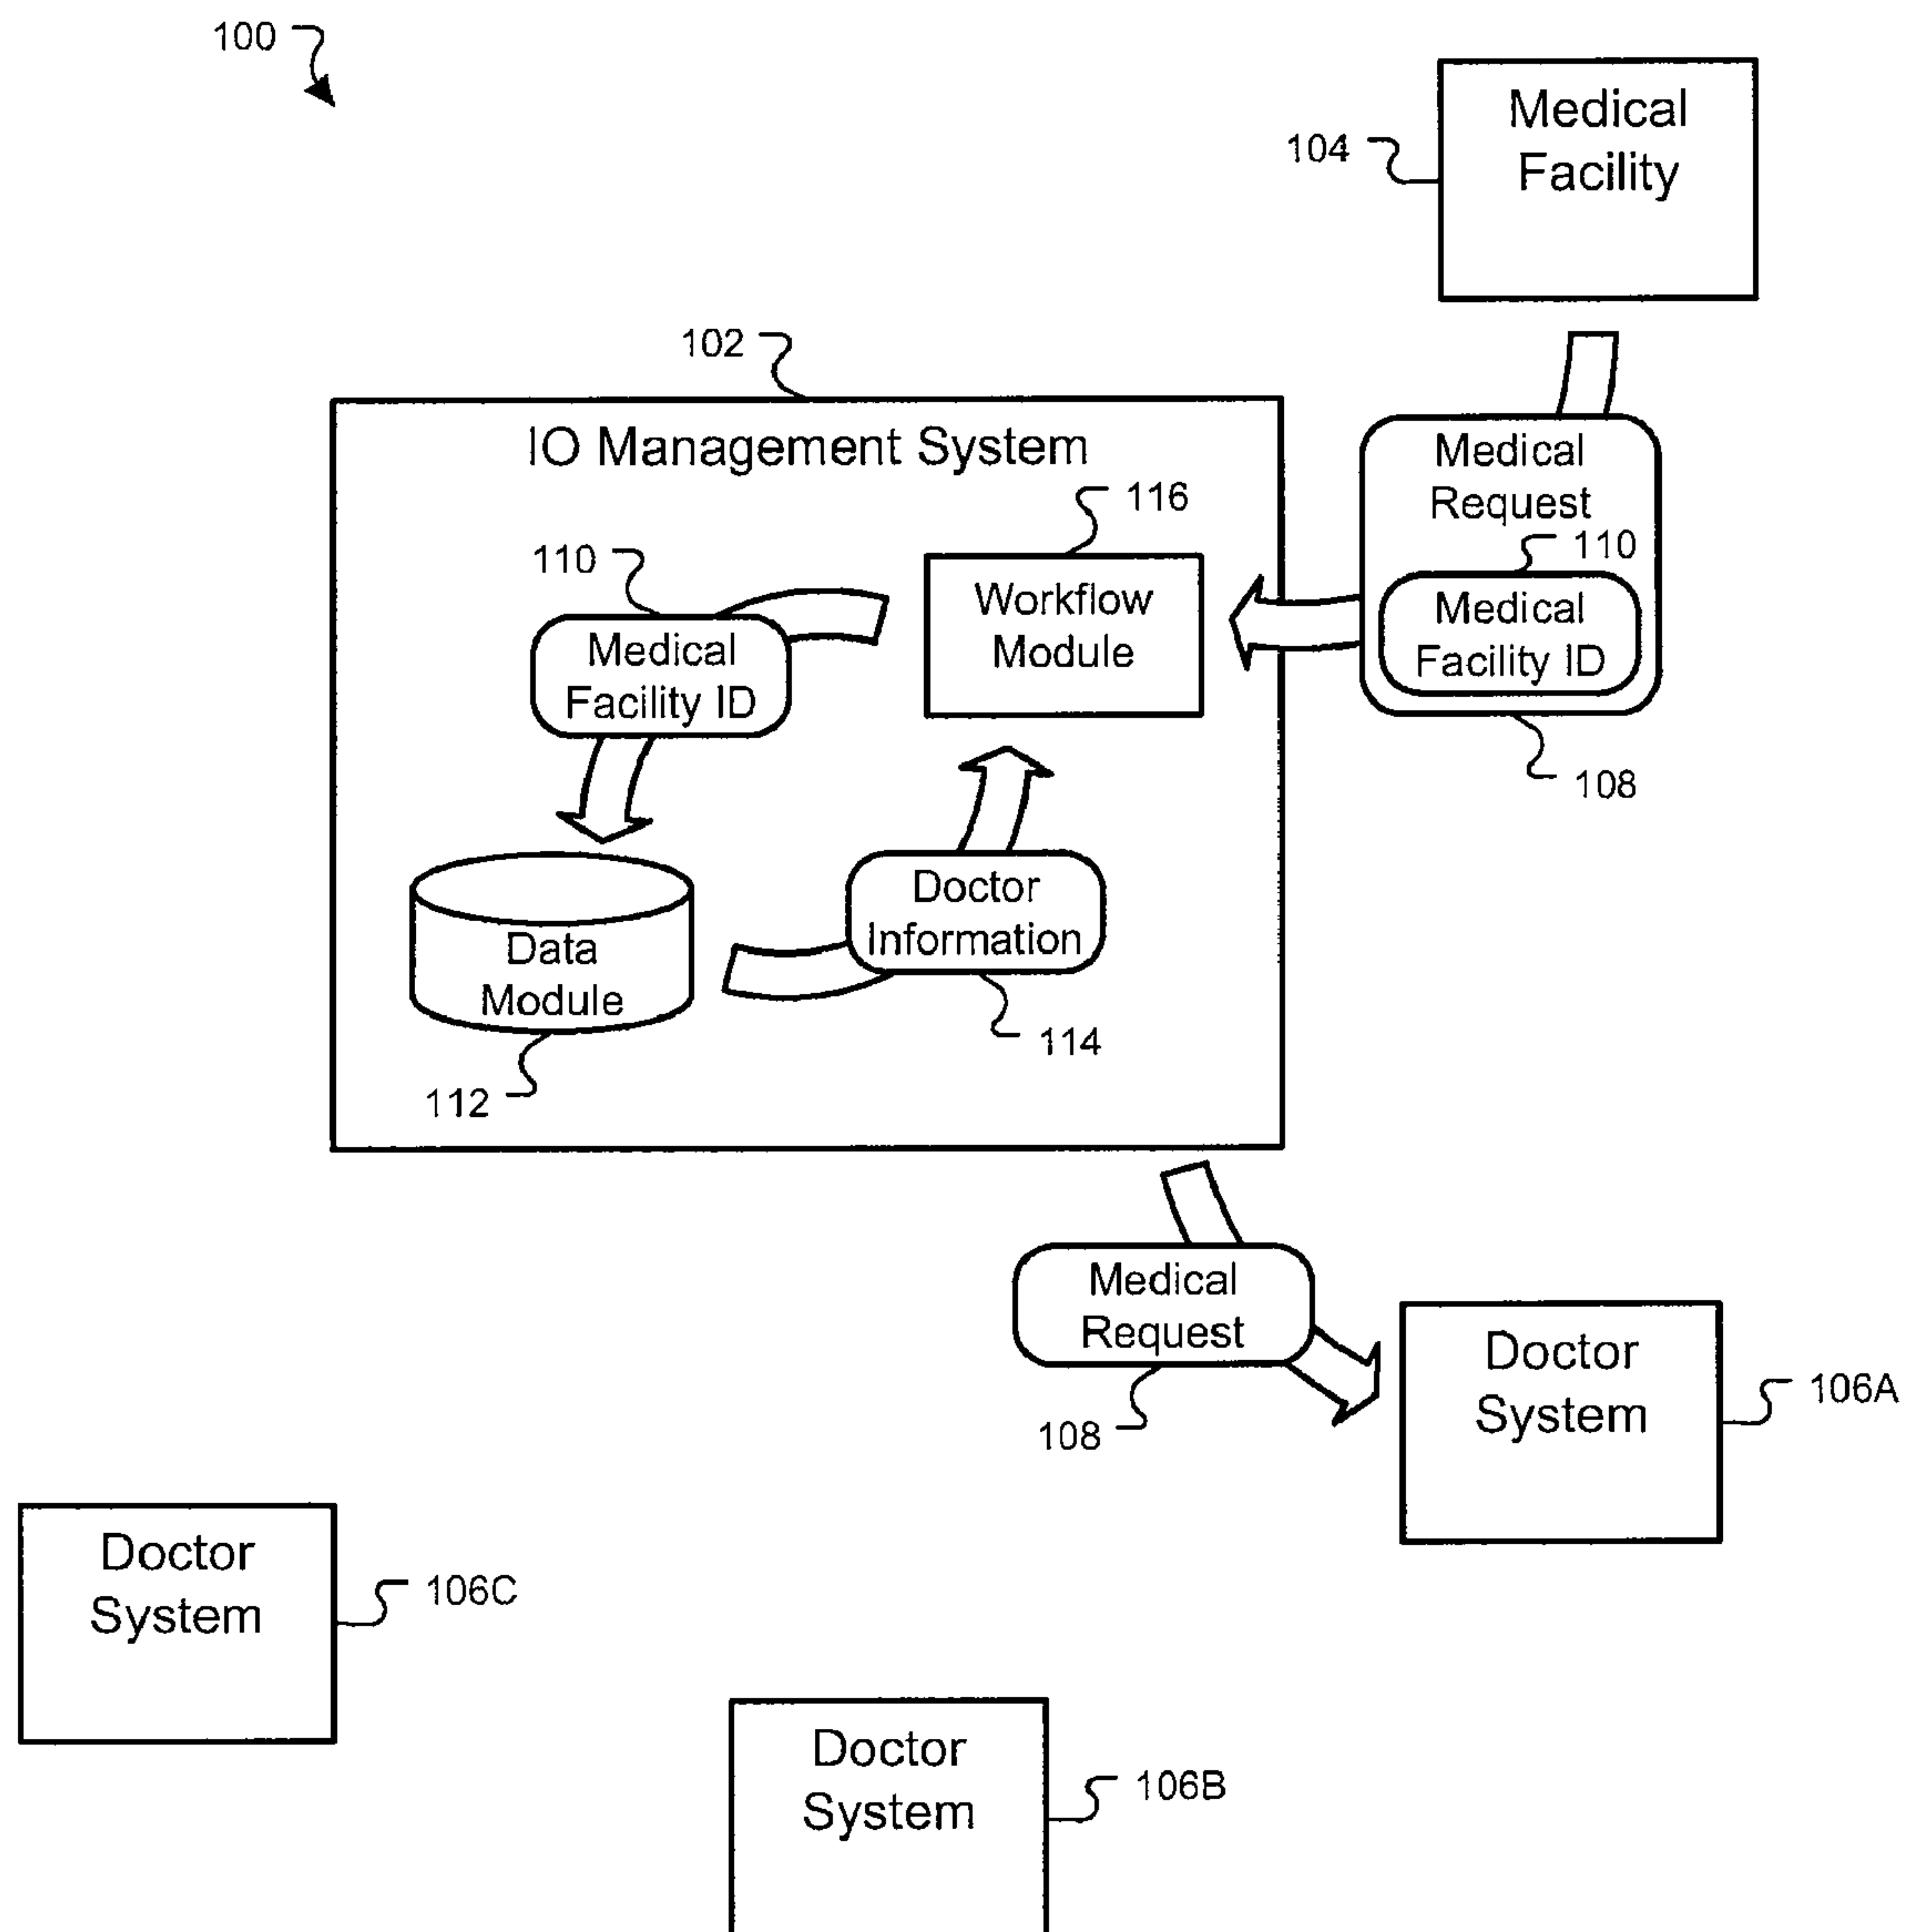 100
Medical
Facility
104
102
IO Management System
116
Medical
Request
110
110
Workflow
Module
Medical
Facility ID
Medical
Facility ID
108
Doctor
Information
Data
Module
114
112
Medical
Request
108
Doctor
System
106A
Doctor
System
106C
Doctor
System
106B